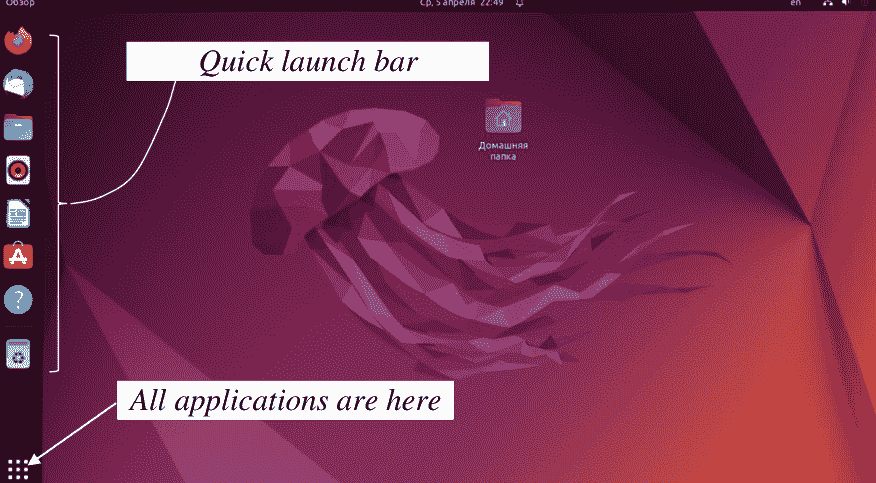 Обзор
Ср, 5 апреля 22:49
en
Quick launch bar
Домашняя
папка
All applications are here